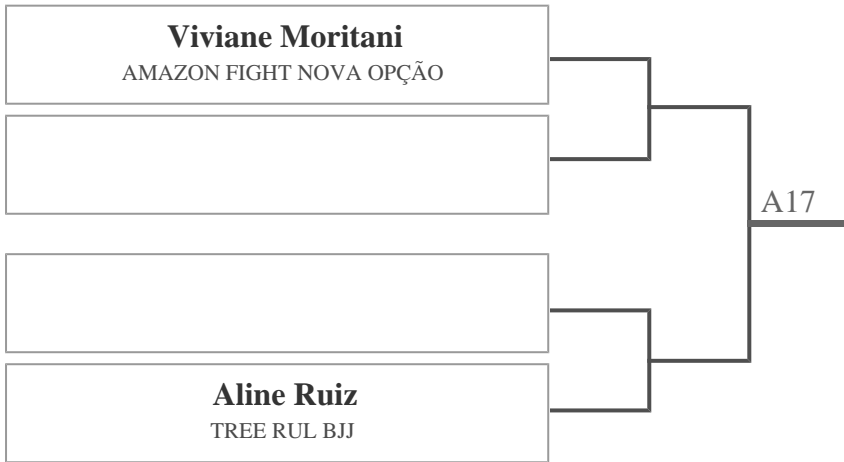 Viviane Moritani
AMAZON FIGHT NOVA OPÇÃO
A17
Aline Ruiz
TREE RUL BJJ